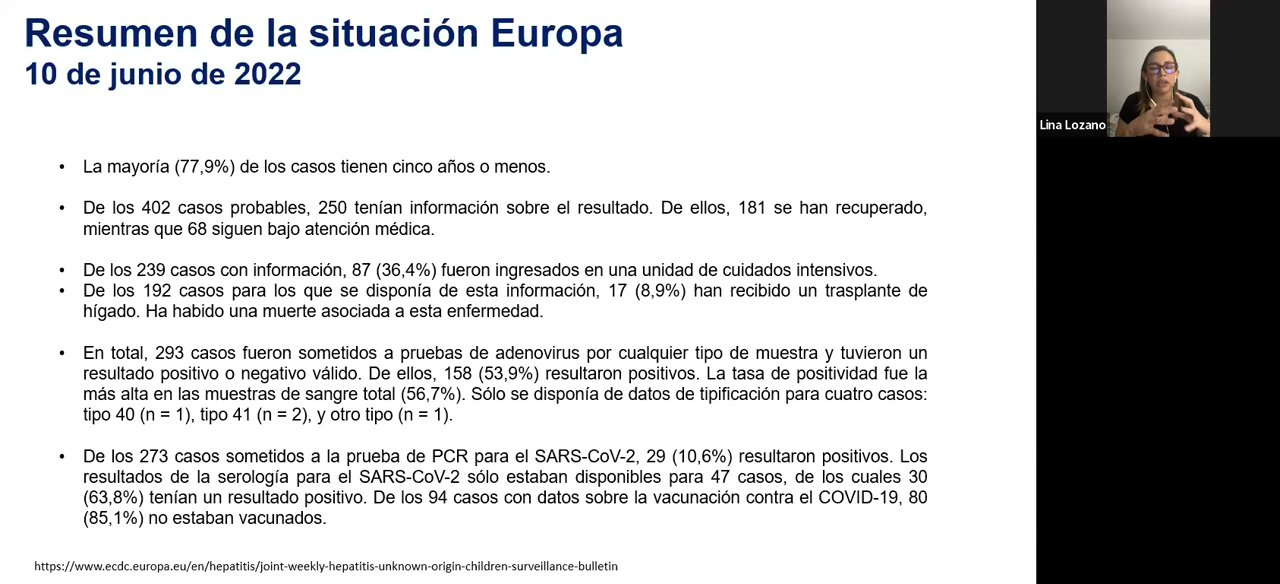 Resumen de la situación Europa
10 de junio de 2022
Lina Lozano
• La mayoría (77,9%) de los casos tienen cinco años o menos.
• De los 402 casos probables, 250 tenían información sobre el resultado. De ellos, 181 se han recuperado,
mientras que 68 siguen bajo atención médica.
• De los 239 casos con información, 87 (36,4%) fueron ingresados en una unidad de cuidados intensivos.
• De los 192 casos para los que se disponía de esta información, 17 (8,9%) han recibido un trasplante de
hígado. Ha habido una muerte asociada a esta enfermedad.
• En total, 293 casos fueron sometidos a pruebas de adenovirus por cualquier tipo de muestra y tuvieron un
resultado positivo o negativo válido. De ellos, 158 (53,9%) resultaron positivos. La tasa de positividad fue la
más alta en las muestras de sangre total (56,7%). Sólo se disponía de datos de tipificación para cuatro casos:
tipo 40 (n = 1), tipo 41 (n = 2), y otro tipo (n = 1).
• De los 273 casos sometidos a la prueba de PCR para el SARS-CoV-2, 29 (10,6%) resultaron positivos. Los
resultados de la serología para el SARS-CoV-2 sólo estaban disponibles para 47 casos, de los cuales 30
(63,8%) tenían un resultado positivo. De los 94 casos con datos sobre la vacunación contra el COVID-19, 80
(85,1%) no estaban vacunados.
https://www.ecdc.europa.eu/en/hepatitis/joint-weekly-hepatitis-unknown-origin-children-surveillance-bulletin